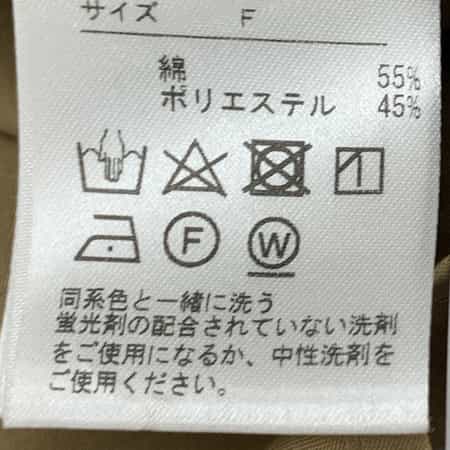 サイズ F
綿 55%
ポリエステル 45%
F W
同系色と一緒に洗う
蛍光剤の配合されていない洗剤
をご使用になるか、中性洗剤を
ご使用ください。